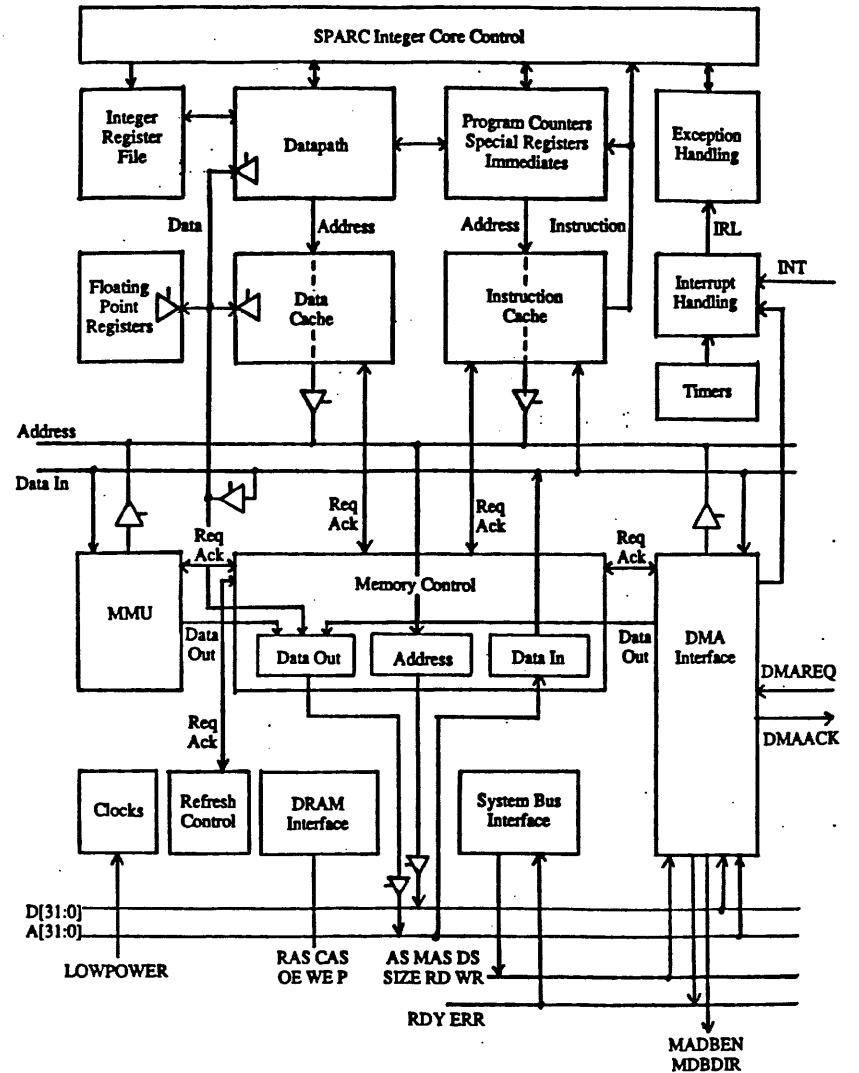 SPARC Integer Core Control
Integer
Register
File
Datapath
Program Counters
Special Registers
Immediates
Exception
Handling
Data
Address
Address
Instruction
IRL
Floating
Point
Registers
Data
Cache
Instruction
Cache
Interrupt
Handling
INT
Timers
Address
Data In
Req
Ack
Req
Ack
Req
Ack
Req
Ack
MMU
Memory Control
DMA
Interface
Data
Out
Data Out
Address
Data In
Data
Out
DMAREQ
DMAACK
Req
Ack
Clocks
Refresh
Control
DRAM
Interface
System Bus
Interface
D[31:0]
A[31:0]
LOWPOWER
RAS CAS
OE WE P
AS MAS DS
SIZE RD WR
RDY ERR
MADBEN
MDBDIR